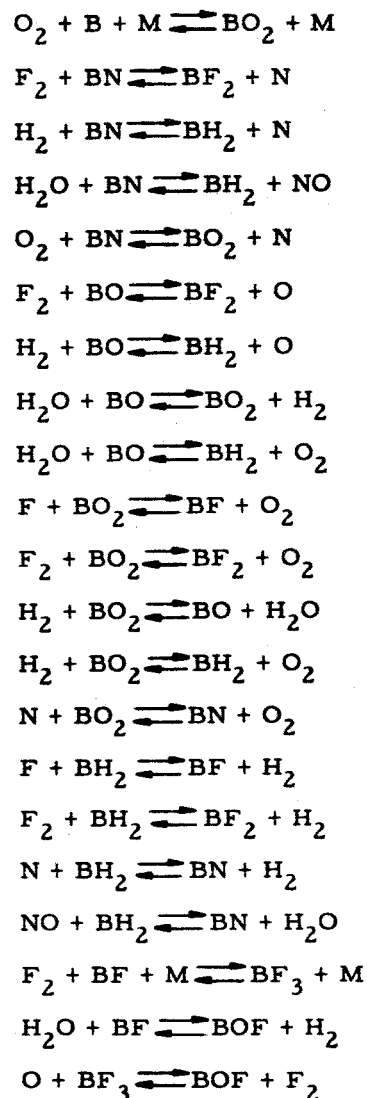 O₂ + B + M ⇌ BO₂ + M
F₂ + BN ⇌ BF₂ + N
H₂ + BN ⇌ BH₂ + N
H₂O + BN ⇌ BH₂ + NO
O₂ + BN ⇌ BO₂ + N
F₂ + BO ⇌ BF₂ + O
H₂ + BO ⇌ BH₂ + O
H₂O + BO ⇌ BO₂ + H₂
H₂O + BO ⇌ BH₂ + O₂
F + BO₂ ⇌ BF + O₂
F₂ + BO₂ ⇌ BF₂ + O₂
H₂ + BO₂ ⇌ BO + H₂O
H₂ + BO₂ ⇌ BH₂ + O₂
N + BO₂ ⇌ BN + O₂
F + BH₂ ⇌ BF + H₂
F₂ + BH₂ ⇌ BF₂ + H₂
N + BH₂ ⇌ BN + H₂
NO + BH₂ ⇌ BN + H₂O
F₂ + BF + M ⇌ BF₃ + M
H₂O + BF ⇌ BOF + H₂
O + BF₃ ⇌ BOF + F₂